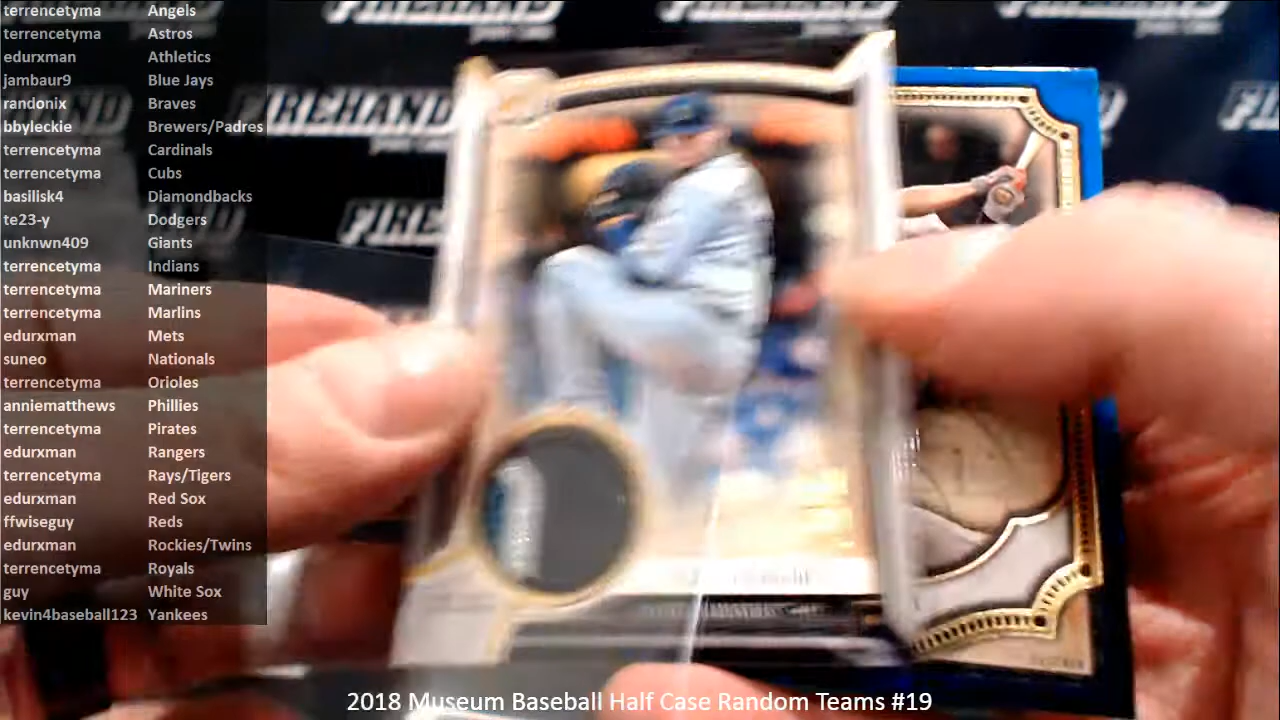 terrencetyma Angels
terrencetyma Astros
edurxman Athletics
jambaur9 Blue Jays
randonix Braves
bbyleckie Brewers/Padres
terrencetyma Cardinals
terrencetyma Cubs
basilisk4 Diamondbacks
te23-y Dodgers
unknwn409 Giants
terrencetyma Indians
terrencetyma Mariners
terrencetyma Marlins
edurxman Mets
suneo Nationals
terrencetyma Orioles
anniematthews Phillies
terrencetyma Pirates
edurxman Rangers
terrencetyma Rays/Tigers
edurxman Red Sox
ffwiseguy Reds
edurxman Rockies/Twins
terrencetyma Royals
guy White Sox
kevin4baseball123 Yankees
FIREHAND
FIREHAND
2018 Museum Baseball Half Case Random Teams #19